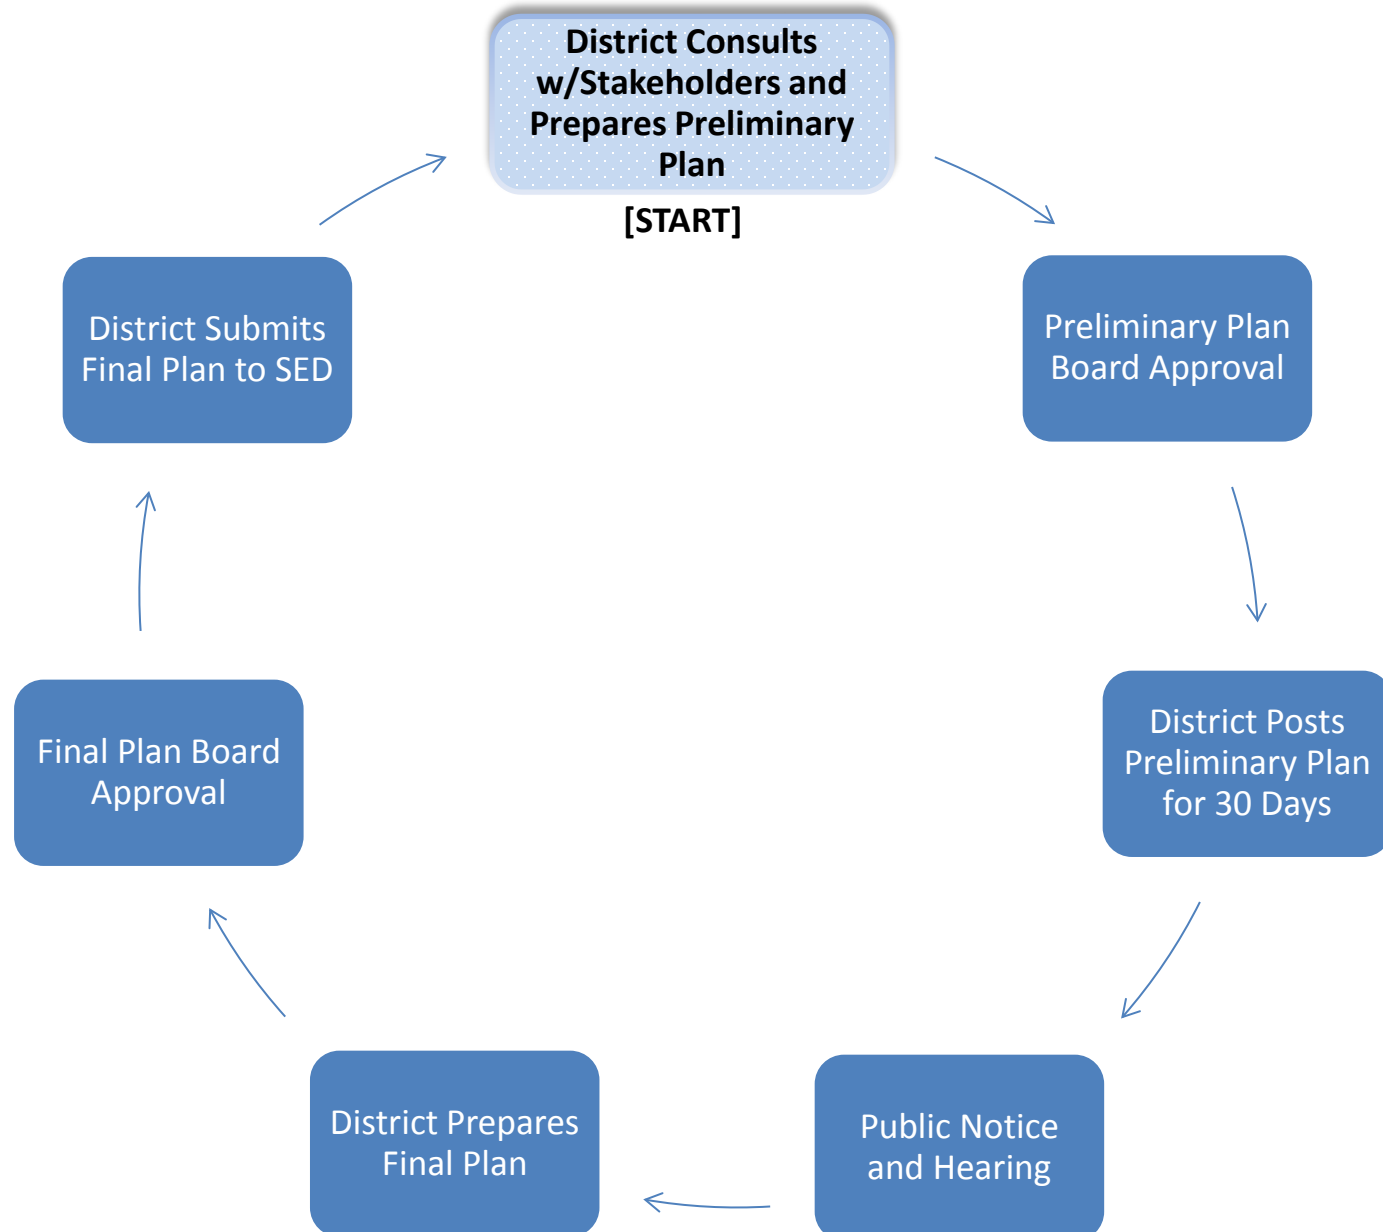 District Consults
w/Stakeholders and
Prepares Preliminary
Plan
[START]
Preliminary Plan
Board Approval
District Posts
Preliminary Plan
for 30 Days
Public Notice
and Hearing
District Prepares
Final Plan
Final Plan Board
Approval
District Submits
Final Plan to SED